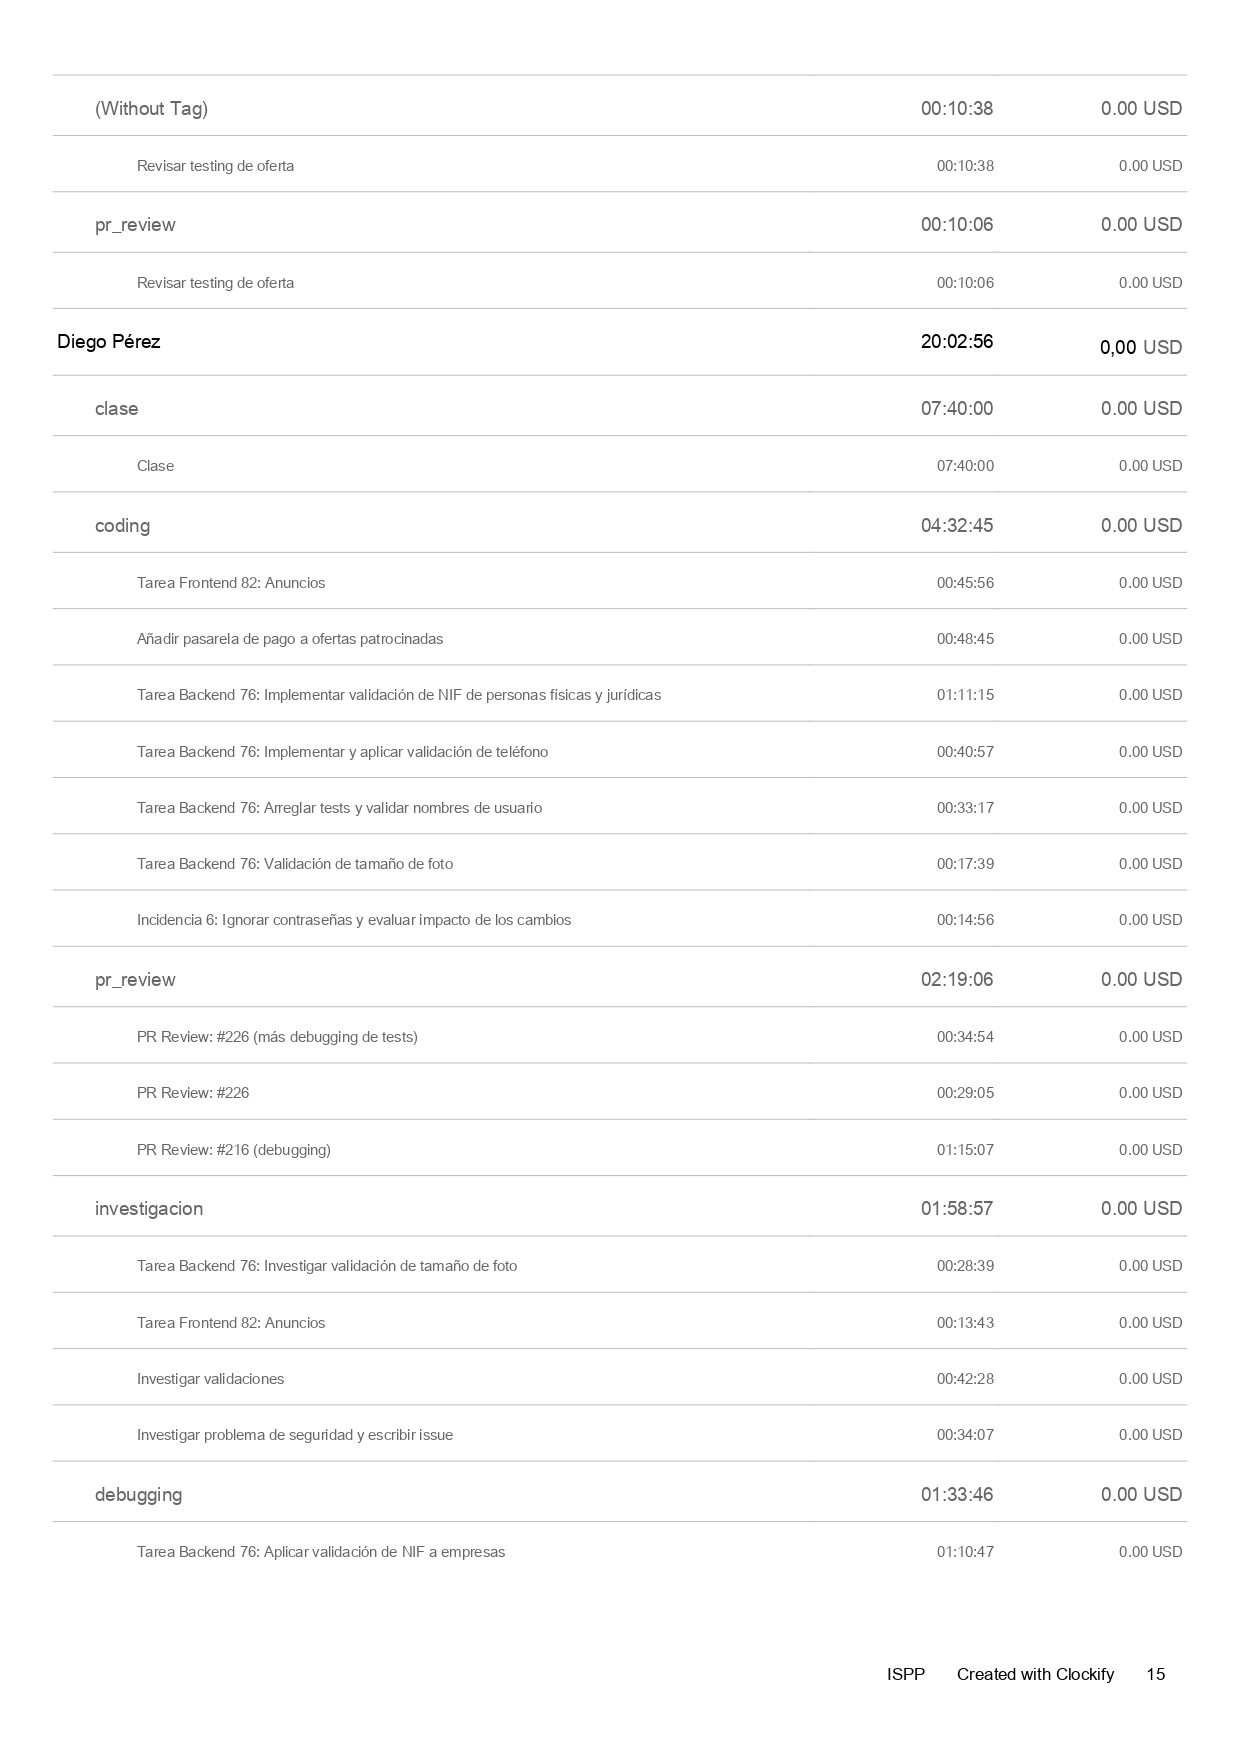 (Without Tag) 00:10:38 0.00 USD
Revisar testing de oferta 00:10:38 0.00 USD
pr_review 00:10:06 0.00 USD
Revisar testing de oferta 00:10:06 0.00 USD
Diego Pérez 20:02:56 0,00 USD
clase 07:40:00 0.00 USD
Clase 07:40:00 0.00 USD
coding 04:32:45 0.00 USD
Tarea Frontend 82: Anuncios 00:45:56 0.00 USD
Añadir pasarela de pago a ofertas patrocinadas 00:48:45 0.00 USD
Tarea Backend 76: Implementar validación de NIF de personas físicas y jurídicas 01:11:15 0.00 USD
Tarea Backend 76: Implementar y aplicar validación de teléfono 00:40:57 0.00 USD
Tarea Backend 76: Arreglar tests y validar nombres de usuario 00:33:17 0.00 USD
Tarea Backend 76: Validación de tamaño de foto 00:17:39 0.00 USD
Incidencia 6: Ignorar contraseñas y evaluar impacto de los cambios 00:14:56 0.00 USD
pr_review 02:19:06 0.00 USD
PR Review: #226 (más debugging de tests) 00:34:54 0.00 USD
PR Review: #226 00:29:05 0.00 USD
PR Review: #216 (debugging) 01:15:07 0.00 USD
investigacion 01:58:57 0.00 USD
Tarea Backend 76: Investigar validación de tamaño de foto 00:28:39 0.00 USD
Tarea Frontend 82: Anuncios 00:13:43 0.00 USD
Investigar validaciones 00:42:28 0.00 USD
Investigar problema de seguridad y escribir issue 00:34:07 0.00 USD
debugging 01:33:46 0.00 USD
Tarea Backend 76: Aplicar validación de NIF a empresas 01:10:47 0.00 USD
ISPP Created with Clockify 15